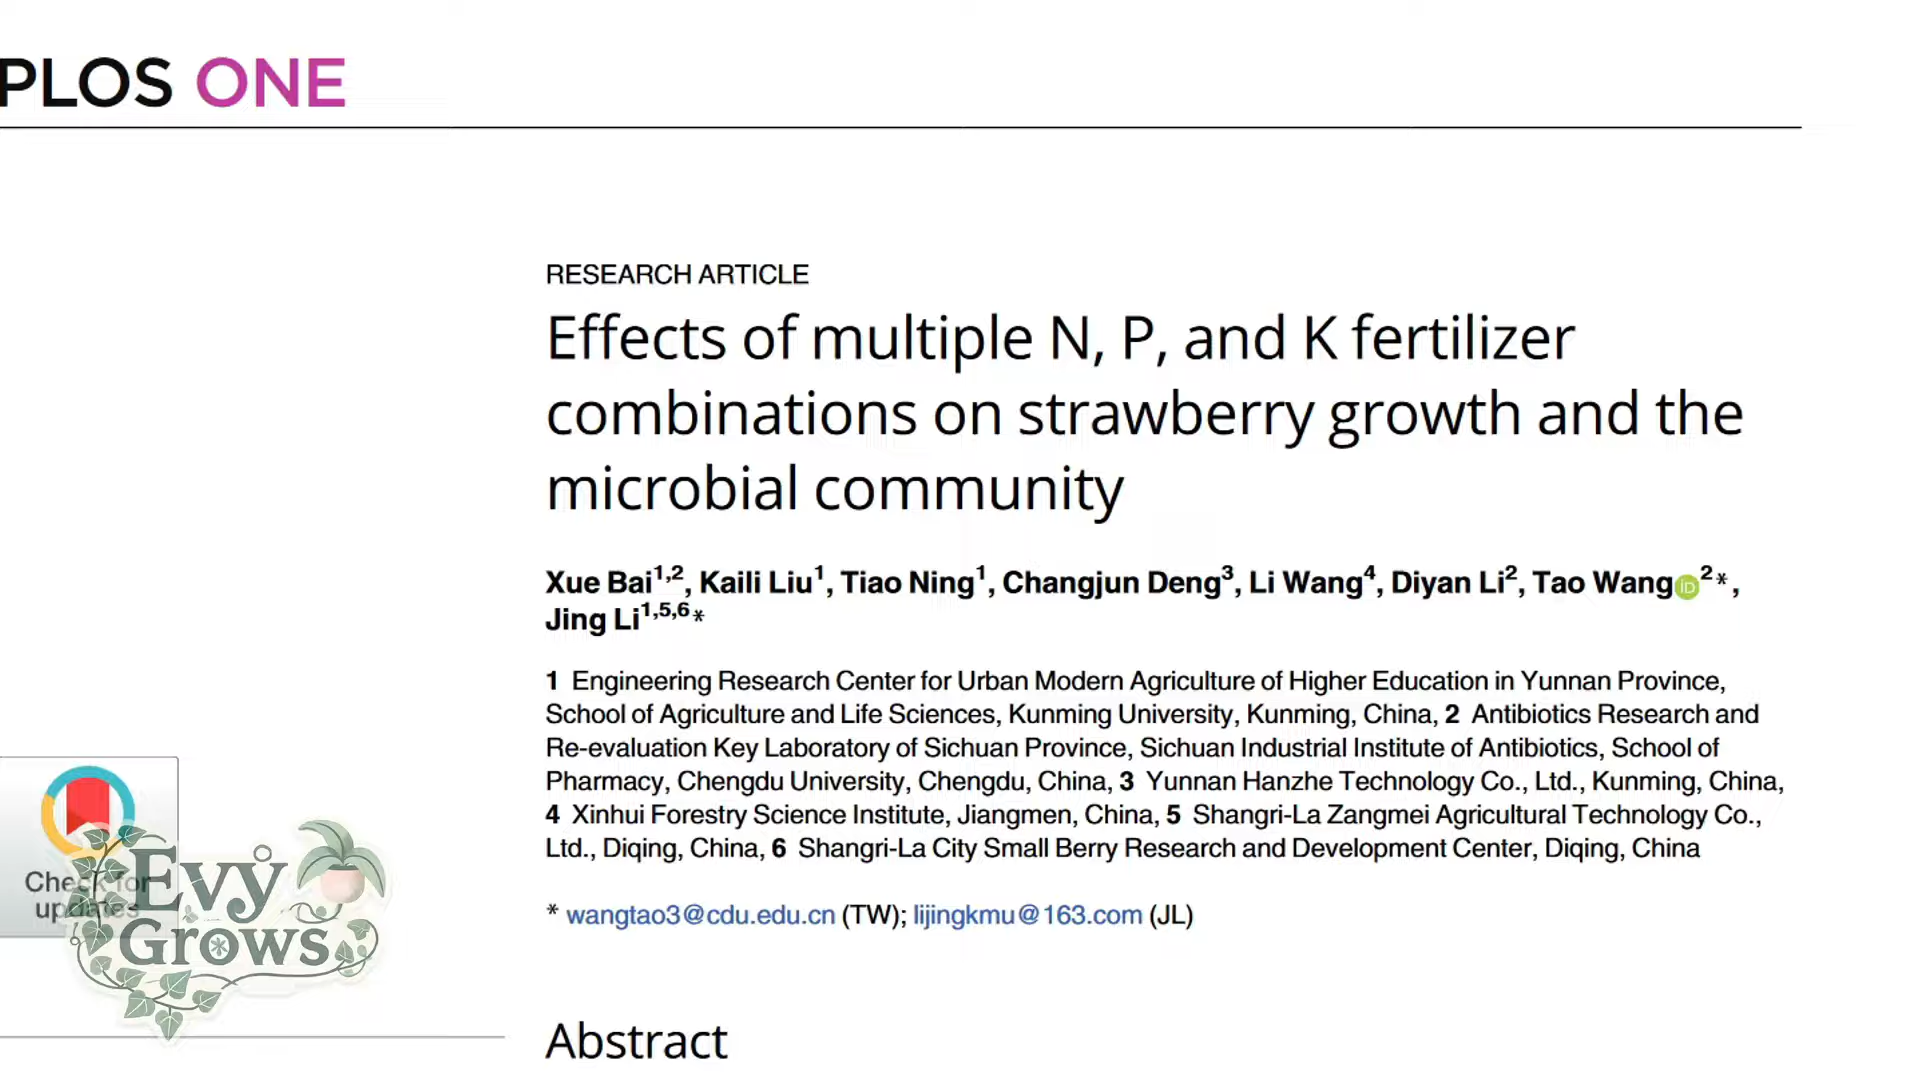 PLOS ONE
RESEARCH ARTICLE
Effects of multiple N, P, and K fertilizer
combinations on strawberry growth and the
microbial community
Xue Bai1,2, Kaili Liu1, Tiao Ning1, Changjun Deng3, Li Wang4, Diyan Li2, Tao Wang iD 2*,
Jing Li1,5,6*
1 Engineering Research Center for Urban Modern Agriculture of Higher Education in Yunnan Province,
School of Agriculture and Life Sciences, Kunming University, Kunming, China, 2 Antibiotics Research and
Re-evaluation Key Laboratory of Sichuan Province, Sichuan Industrial Institute of Antibiotics, School of
Pharmacy, Chengdu University, Chengdu, China, 3 Yunnan Hanzhe Technology Co., Ltd., Kunming, China,
4 Xinhui Forestry Science Institute, Jiangmen, China, 5 Shangri-La Zangmei Agricultural Technology Co.,
Ltd., Diqing, China, 6 Shangri-La City Small Berry Research and Development Center, Diqing, China
* wangtao3@cdu.edu.cn (TW); lijingkmu@163.com (JL)
Check for
updates
Evy
Grows
Abstract